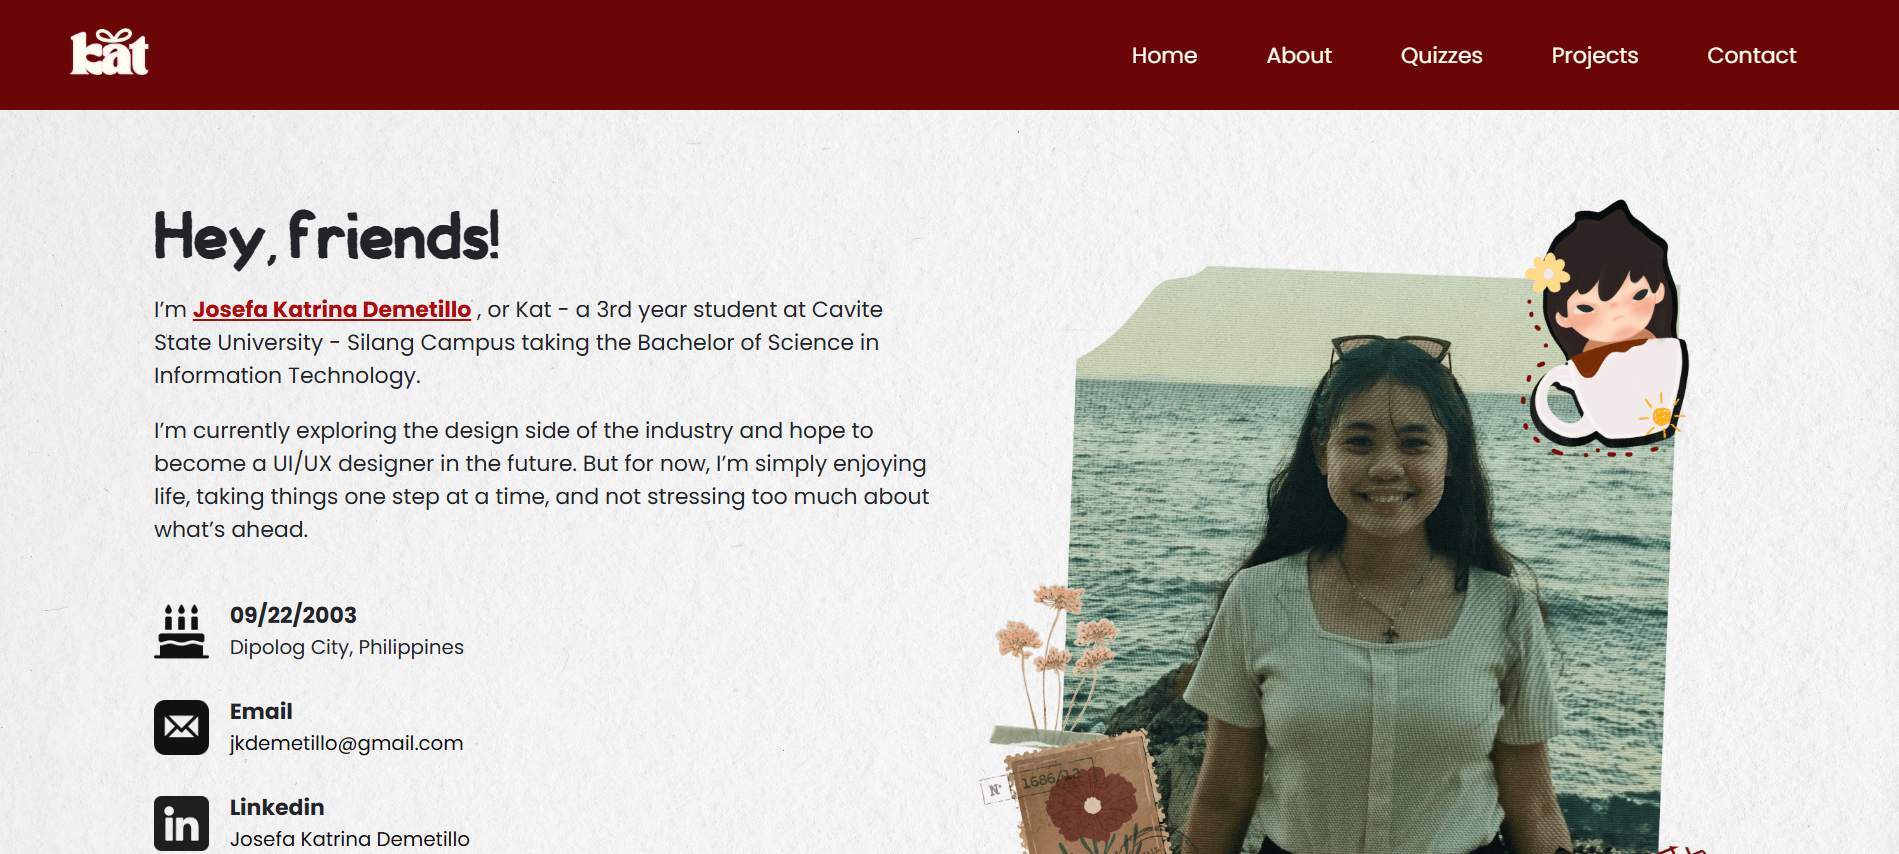 kat
Home About Quizzes Projects Contact
Hey, friends!
I’m Josefa Katrina Demetillo , or Kat - a 3rd year student at Cavite
State University - Silang Campus taking the Bachelor of Science in
Information Technology.
I’m currently exploring the design side of the industry and hope to
become a UI/UX designer in the future. But for now, I’m simply enjoying
life, taking things one step at a time, and not stressing too much about
what’s ahead.
09/22/2003
Dipolog City, Philippines
Email
jkdemetillo@gmail.com
in
Linkedin
Josefa Katrina Demetillo
Nº 1686/12